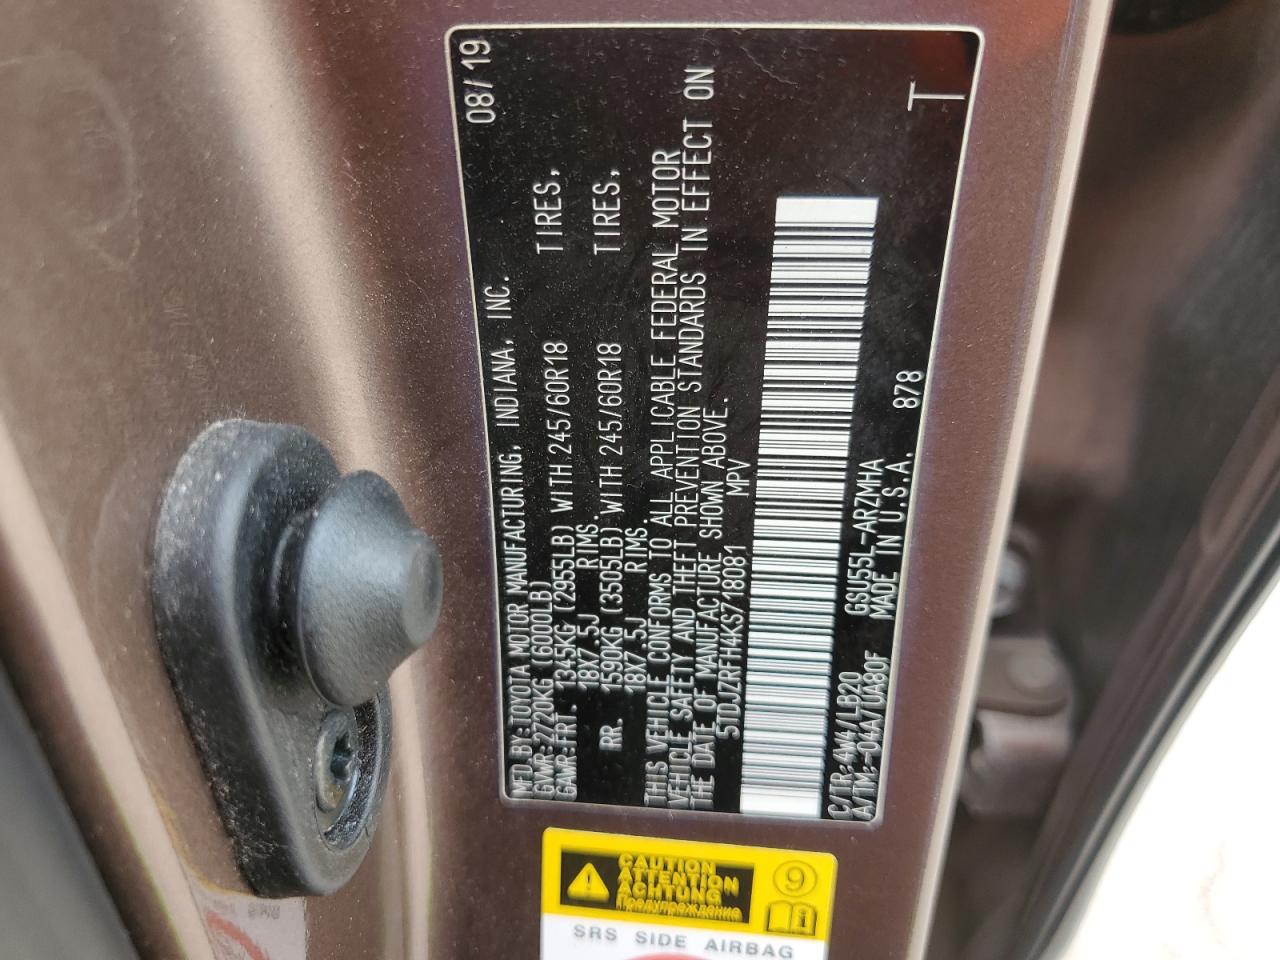 MFD.BY:TOYOTA MOTOR MANUFACTURING, INDIANA, INC. 08/19
GVWR:2720KG(6000LB)
GAWR:FRT. 1345KG (2955LB) WITH 245/60R18 TIRES,
18X7.5J RIMS.
RR. 1590KG (3505LB) WITH 245/60R18 TIRES,
18X7.5J RIMS.
THIS VEHICLE CONFORMS TO ALL APPLICABLE FEDERAL MOTOR
VEHICLE SAFETY AND THEFT PREVENTION STANDARDS IN EFFECT ON
THE DATE OF MANUFACTURE SHOWN ABOVE.
5TDJZRFH4KS718081 MPV
C/TR:4W4/LB20 GSU55L-ARZMHA
A/TM:-04A/UA80F MADE IN U.S.A. 878
T
CAUTION
ATTENTION
ACHTUNG
Предупреждение
9
SRS SIDE AIRBAG